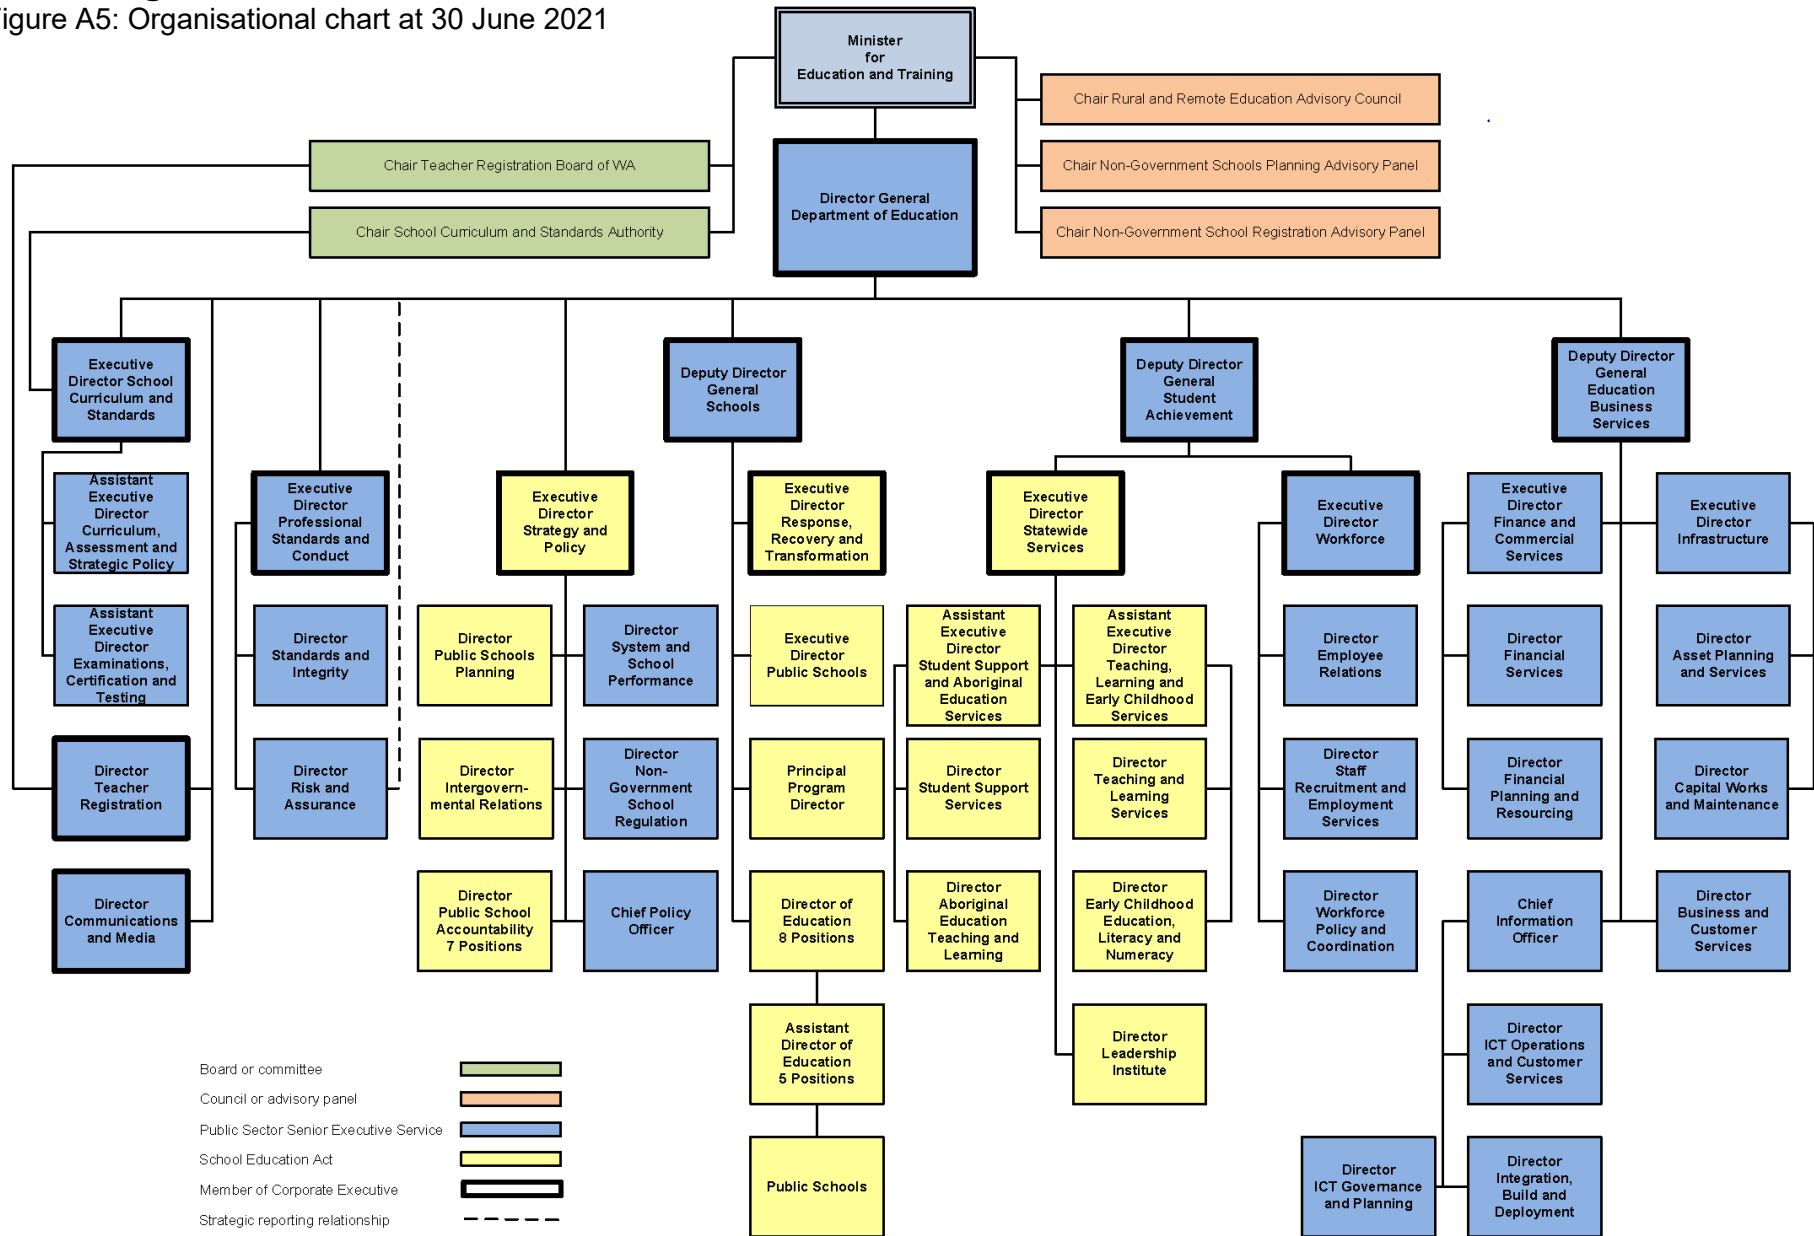 igure A5: Organisational chart at 30 June 2021
Minister
for
Education and Training
Chair Rural and Remote Education Advisory Council
Chair Teacher Registration Board of WA
Chair Non-Government Schools Planning Advisory Panel
Director General
Department of Education
Chair School Curriculum and Standards Authority
Chair Non-Government School Registration Advisory Panel
Executive
Director School
Curriculum and
Standards
Deputy Director
General
Schools
Deputy Director
General
Student
Achievement
Deputy Director
General
Education
Business
Services
Assistant
Executive
Director
Curriculum,
Assessment and
Strategic Policy
Executive
Director
Professional
Standards and
Conduct
Executive
Director
Strategy and
Policy
Executive
Director
Response,
Recovery and
Transformation
Executive
Director
Statewide
Services
Executive
Director
Workforce
Executive
Director
Finance and
Commercial
Services
Executive
Director
Infrastructure
Assistant
Executive
Director
Examinations,
Certification and
Testing
Director
Standards and
Integrity
Director
Public Schools
Planning
Director
System and
School
Performance
Executive
Director
Public Schools
Assistant
Executive
Director
Student Support
and Aboriginal
Education
Services
Assistant
Executive
Director
Teaching,
Learning and
Early Childhood
Services
Director
Employee
Relations
Director
Financial
Services
Director
Asset Planning
and Services
Director
Teacher
Registration
Director
Risk and
Assurance
Director
Intergovern-
mental Relations
Director
Non-
Government
School
Regulation
Principal
Program
Director
Director
Student Support
Services
Director
Teaching and
Learning
Services
Director
Staff
Recruitment and
Employment
Services
Director
Financial
Planning and
Resourcing
Director
Capital Works
and Maintenance
Director
Communications
and Media
Director
Public School
Accountability
7 Positions
Chief Policy
Officer
Director of
Education
8 Positions
Director
Aboriginal
Education
Teaching and
Learning
Director
Early Childhood
Education,
Literacy and
Numeracy
Director
Workforce
Policy and
Coordination
Chief
Information
Officer
Director
Business and
Customer
Services
Assistant
Director of
Education
5 Positions
Director
Leadership
Institute
Director
ICT Operations
and Customer
Services
Public Schools
Director
ICT Governance
and Planning
Director
Integration,
Build and
Deployment
Board or committee
Council or advisory panel
Public Sector Senior Executive Service
School Education Act
Member of Corporate Executive
Strategic reporting relationship